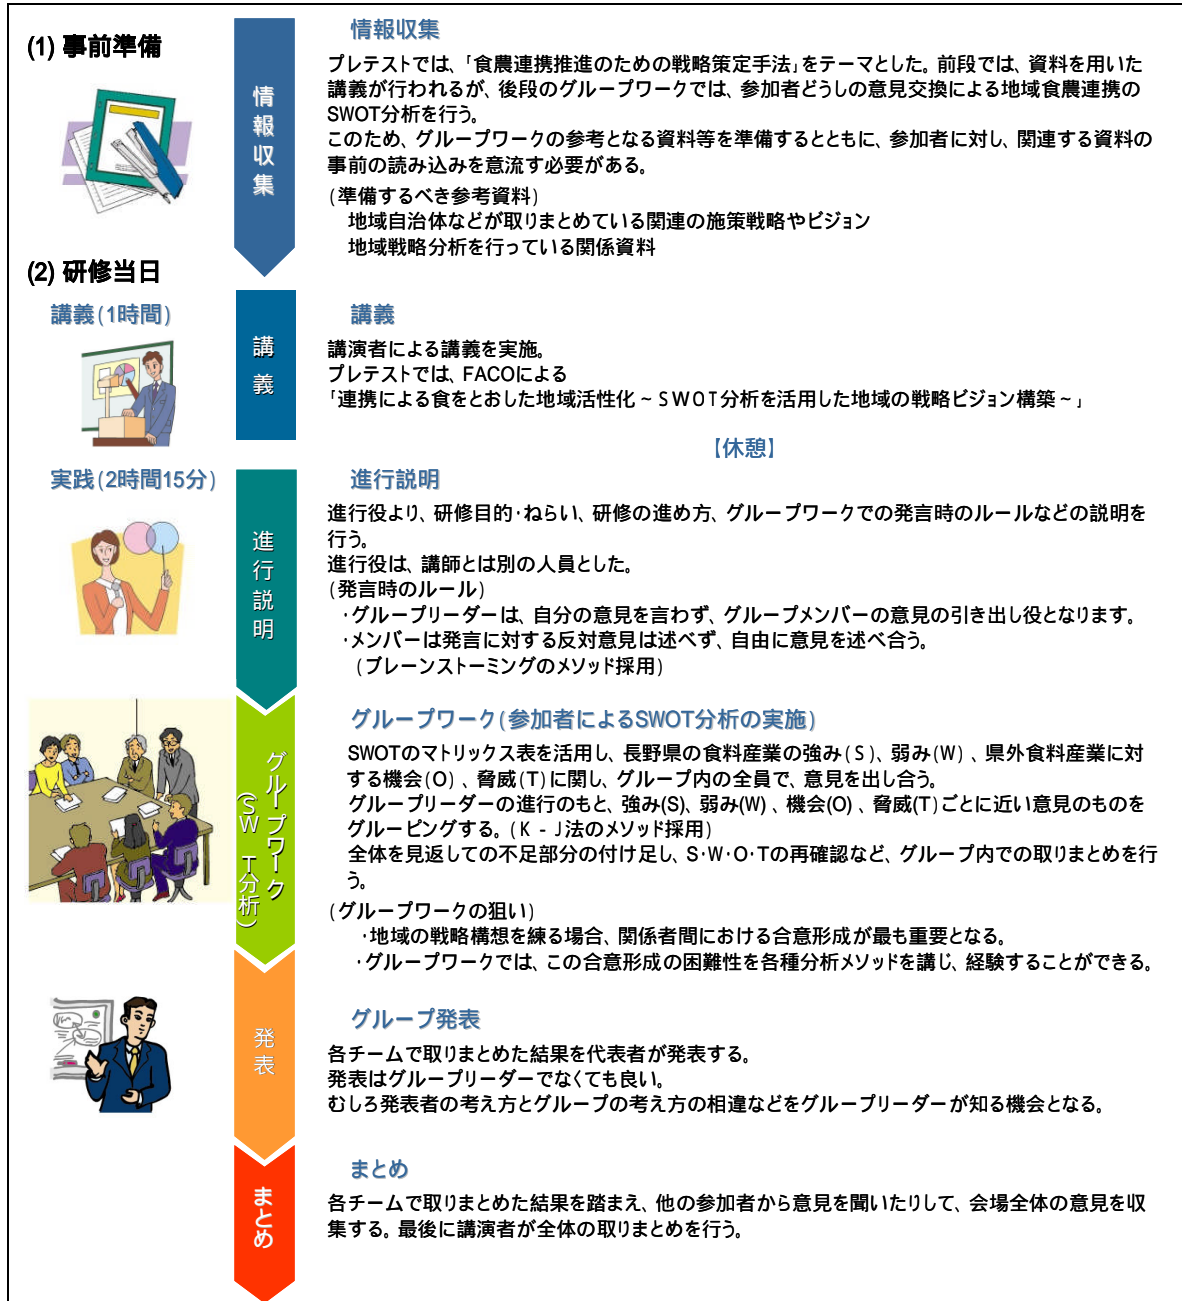 (1) 事前準備
情報収集
情報収集
プレテストでは、「食農連携推進のための戦略策定手法」をテーマとした。前段では、資料を用いた
講義が行われるが、後段のグループワークでは、参加者どうしの意見交換による地域食農連携の
SWOT分析を行う。
このため、グループワークの参考となる資料等を準備するとともに、参加者に対し、関連する資料の
事前の読み込みを意流す必要がある。
(準備するべき参考資料)
地域自治体などが取りまとめている関連の施策戦略やビジョン
地域戦略分析を行っている関係資料
(2) 研修当日
講義(1時間)
講義
講義
講演者による講義を実施。
プレテストでは、FACOによる
「連携による食をとおした地域活性化~SWOT分析を活用した地域の戦略ビジョン構築~」
【休憩】
実践(2時間15分)
進行説明
進行説明
進行役より、研修目的・ねらい、研修の進め方、グループワークでの発言時のルールなどの説明を
行う。
進行役は、講師とは別の人員とした。
(発言時のルール)
・グループリーダーは、自分の意見を言わず、グループメンバーの意見の引き出し役となります。
・メンバーは発言に対する反対意見は述べず、自由に意見を述べ合う。
(ブレーンストーミングのメソッド採用)
グループワーク
(SW T分析)
グループワーク(参加者によるSWOT分析の実施)
SWOTのマトリックス表を活用し、長野県の食料産業の強み(S)、弱み(W)、県外食料産業に対
する機会(O)、脅威(T)に関し、グループ内の全員で、意見を出し合う。
グループリーダーの進行のもと、強み(S)、弱み(W)、機会(O)、脅威(T)ごとに近い意見のものを
グルーピングする。(K-J法のメソッド採用)
全体を見返しての不足部分の付け足し、S・W・O・Tの再確認など、グループ内での取りまとめを行
う。
(グループワークの狙い)
・地域の戦略構想を練る場合、関係者間における合意形成が最も重要となる。
・グループワークでは、この合意形成の困難性を各種分析メソッドを講じ、経験することができる。
発表
グループ発表
各チームで取りまとめた結果を代表者が発表する。
発表はグループリーダーでなくても良い。
むしろ発表者の考え方とグループの考え方の相違などをグループリーダーが知る機会となる。
まとめ
まとめ
各チームで取りまとめた結果を踏まえ、他の参加者から意見を聞いたりして、会場全体の意見を収
集する。最後に講演者が全体の取りまとめを行う。